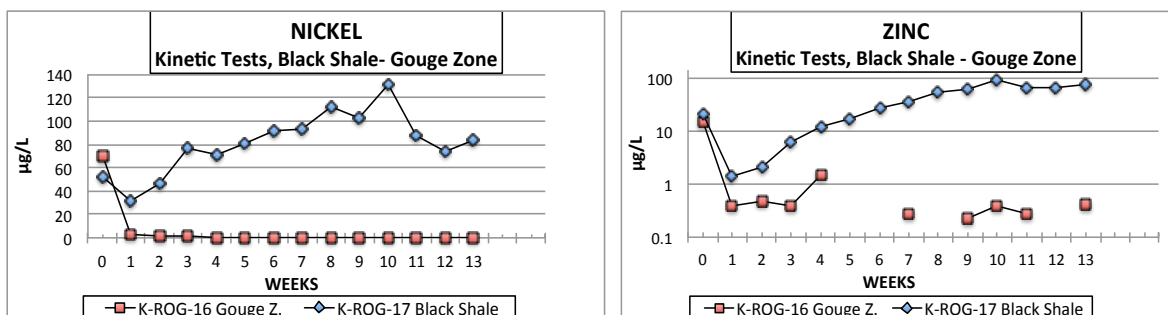 NICKEL
Kinetic Tests, Black Shale- Gouge Zone
µg/L
140
120
100
80
60
40
20
0
0 1 2 3 4 5 6 7 8 9 10 11 12 13
WEEKS
K-ROG-16 Gouge Z. K-ROG-17 Black Shale
ZINC
Kinetic Tests, Black Shale - Gouge Zone
µg/L
100
10
1
0.1
0 1 2 3 4 5 6 7 8 9 10 11 12 13
WEEKS
K-ROG-16 Gouge Z. K-ROG-17 Black Shale